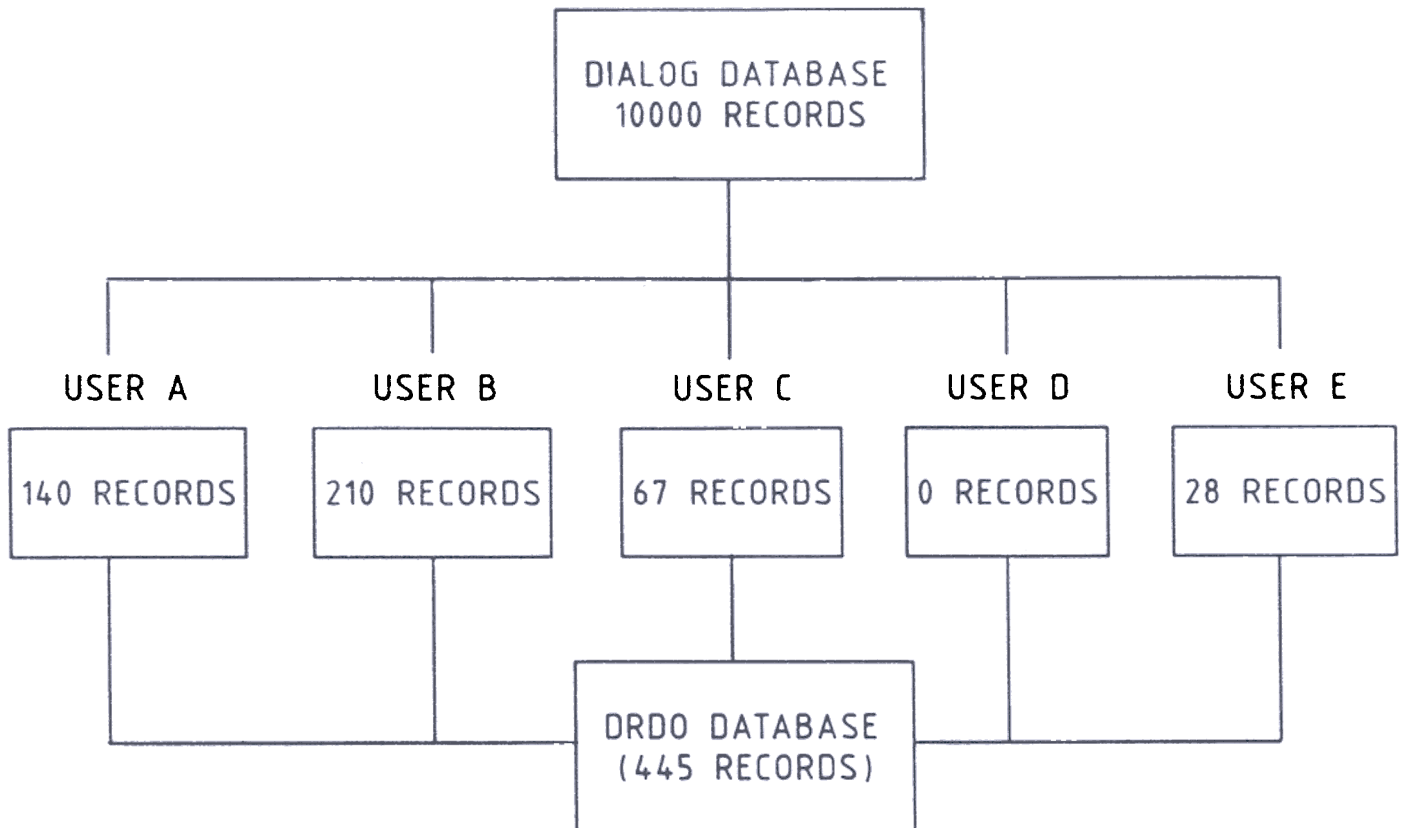 DIALOG DATABASE
10000 RECORDS
USER A
USER B
USER C
USER D
USER E
140 RECORDS
210 RECORDS
67 RECORDS
0 RECORDS
28 RECORDS
DRDO DATABASE
(445 RECORDS)